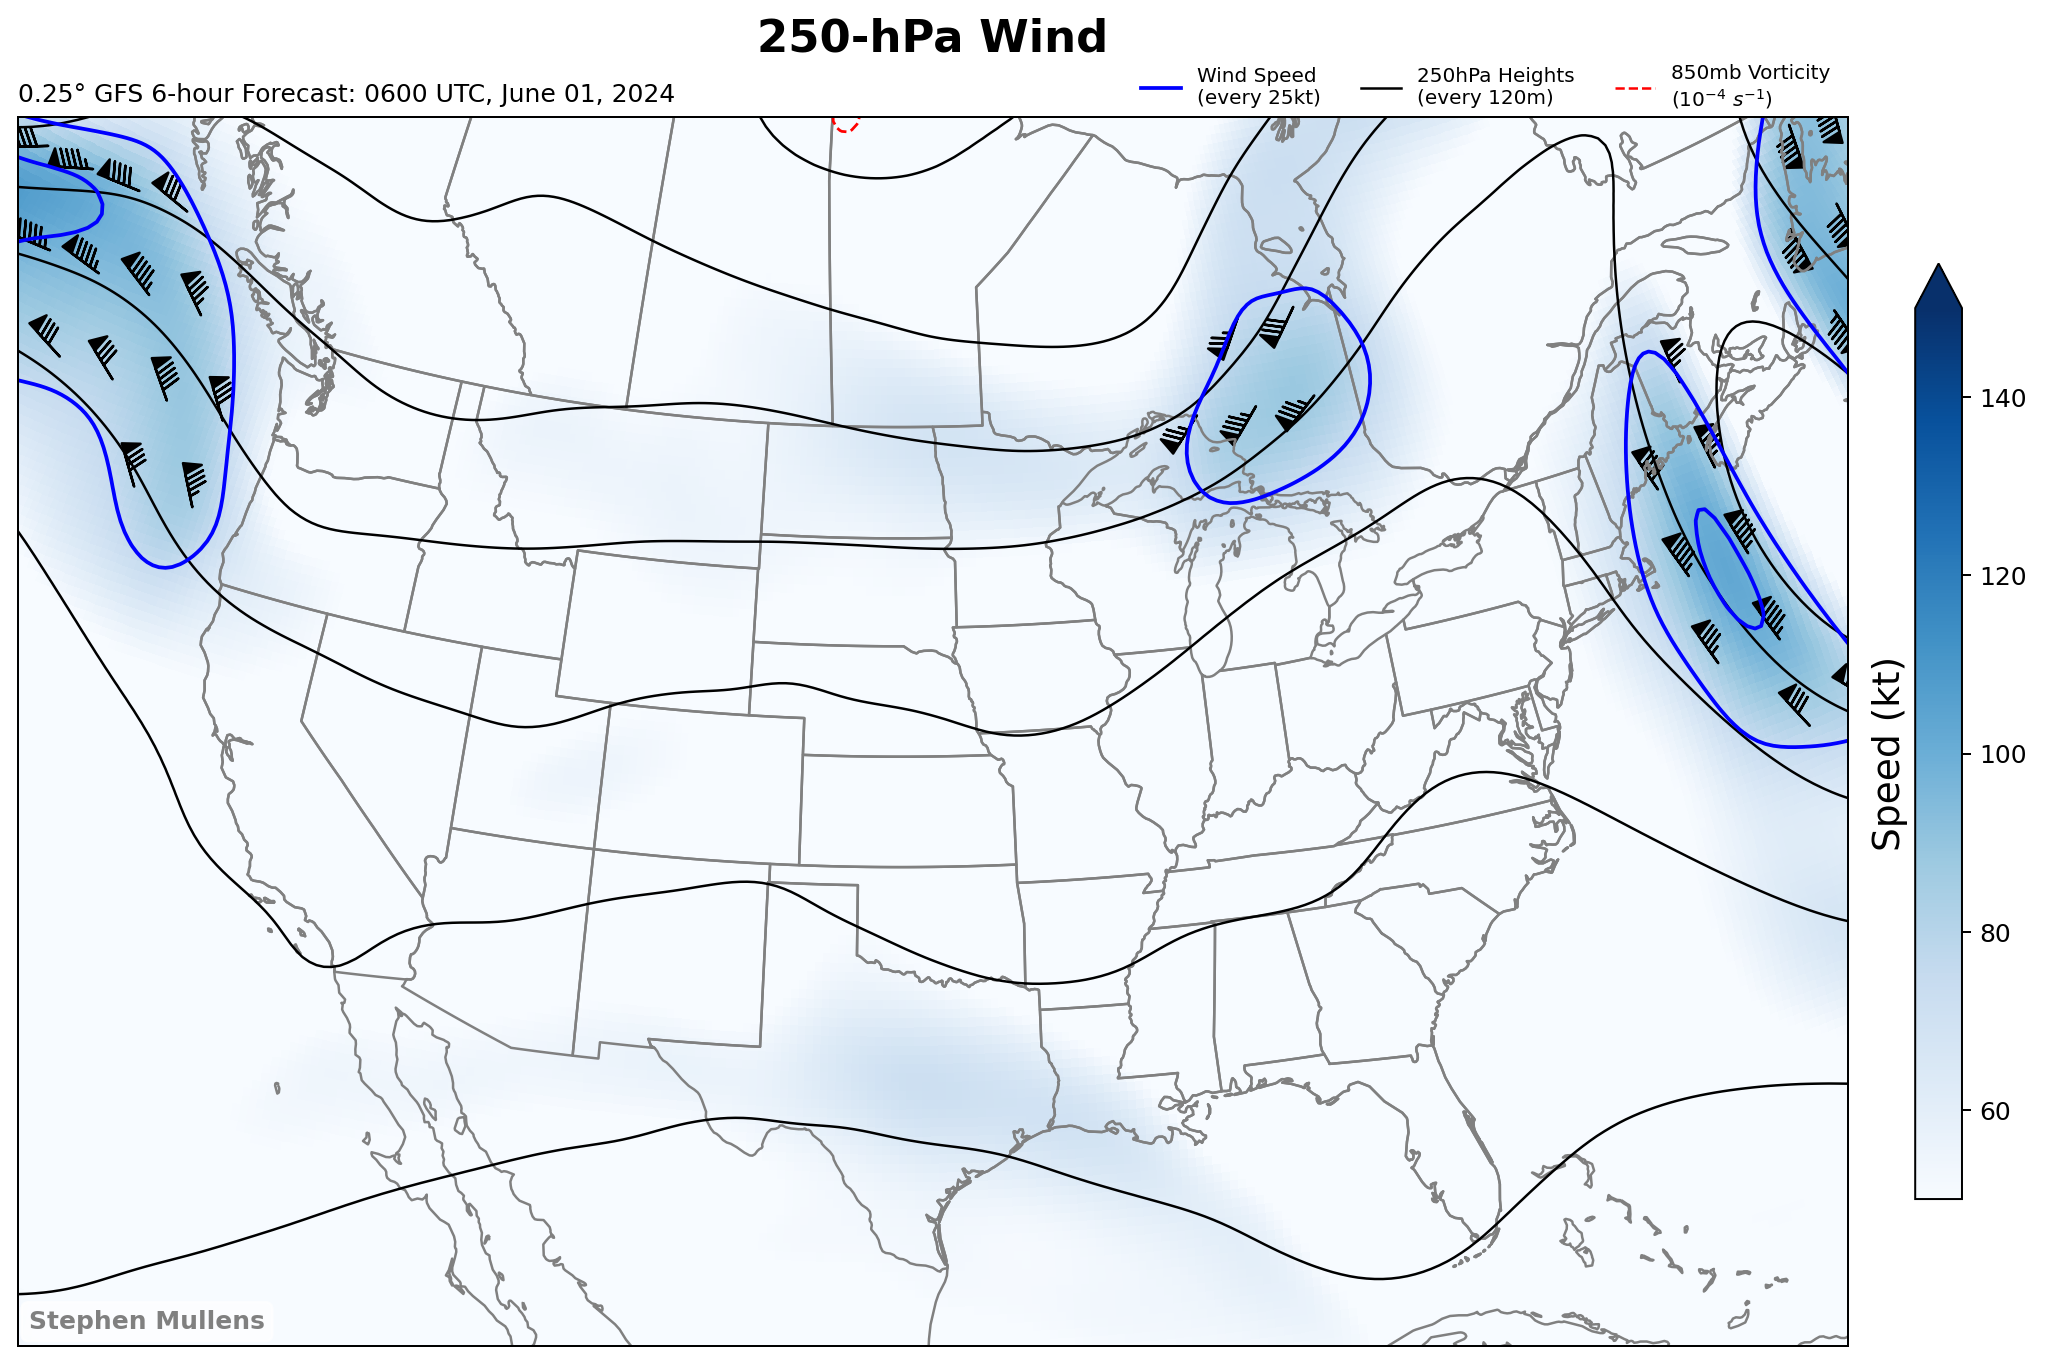 250-hPa Wind
0.25° GFS 6-hour Forecast: 0600 UTC, June 01, 2024
Wind Speed
(every 25kt)
250hPa Heights
(every 120m)
850mb Vorticity
(10⁻⁴ s⁻¹)
140
120
100
80
60
Speed (kt)
Stephen Mullens